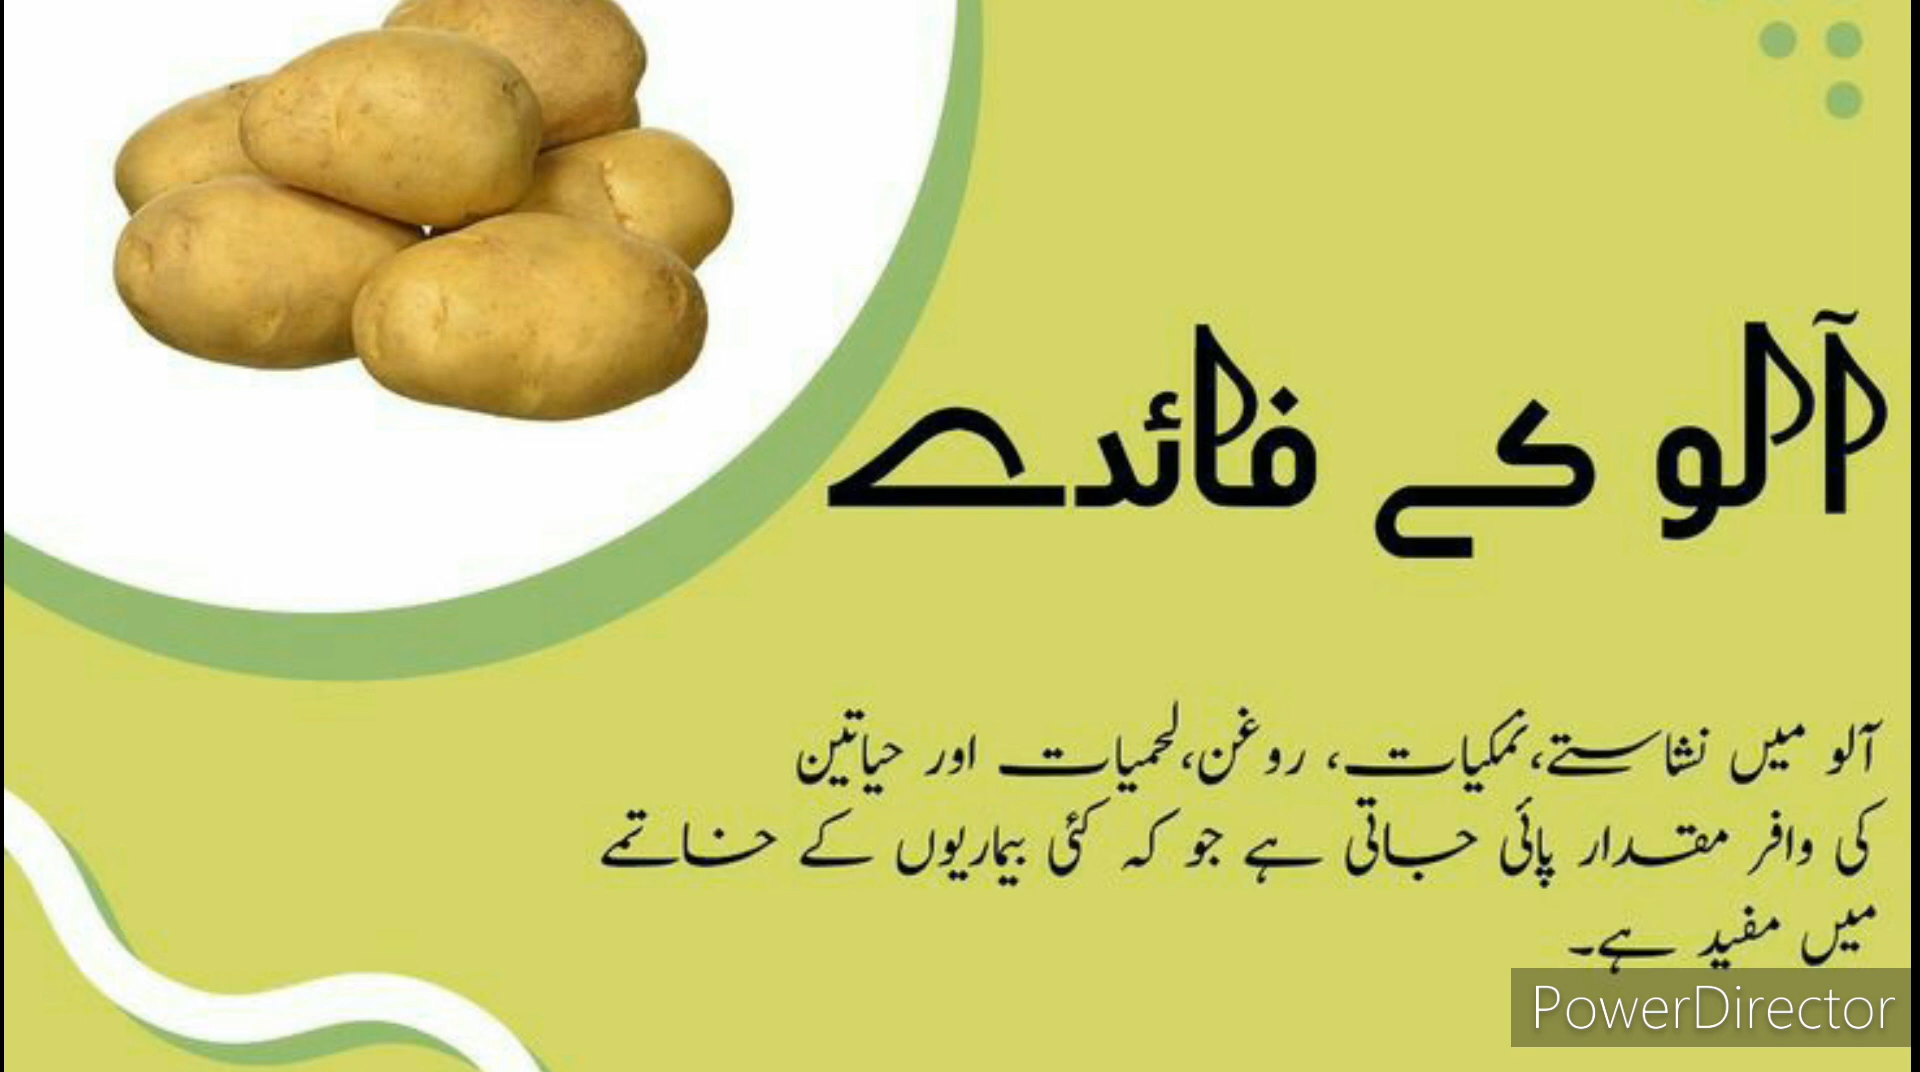 آلو کے فائدے
آلو میں نشاستے،نمکیات، روغن،لحمیات اور حیاتین
کی وافر مقدار پائی جاتی ہے جو کہ کئی بیماریوں کے خاتمے
میں مفید ہے۔
PowerDirector